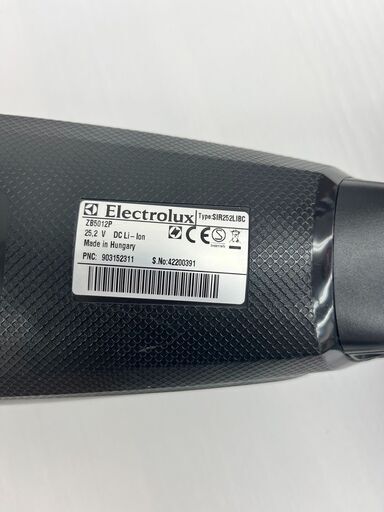 Electrolux Type:SIR252LIBC
ZB5012P
25,2 V DC Li-Ion
Made in Hungary
PNC: 903152311 S.No:42200391